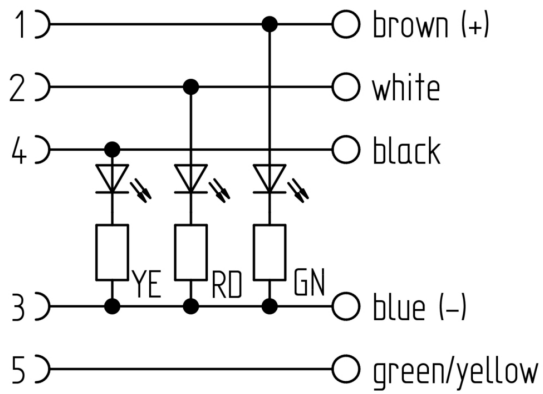 1 brown (+)
2 white
4 black
YE RD GN
3 blue (–)
5 green/yellow